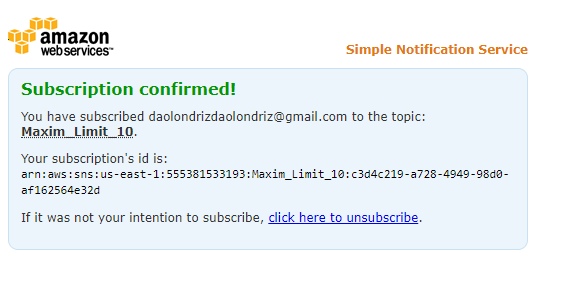 amazon
webservices™
Simple Notification Service
Subscription confirmed!
You have subscribed daolondrizdaolondriz@gmail.com to the topic:
Maxim_Limit_10.
Your subscription's id is:
arn:aws:sns:us-east-1:555381533193:Maxim_Limit_10:c3d4c219-a728-4949-98d0-
af162564e32d
If it was not your intention to subscribe, click here to unsubscribe.